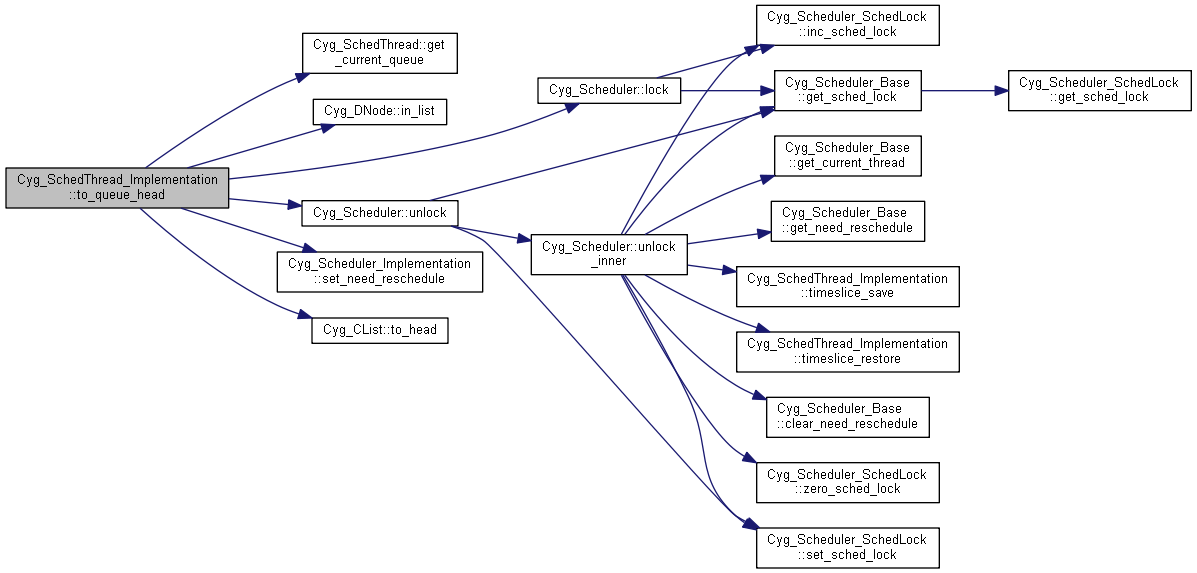 Cyg_SchedThread_Implementation
::to_queue_head
Cyg_SchedThread::get
_current_queue
Cyg_DNode::in_list
Cyg_Scheduler::lock
Cyg_Scheduler::unlock
Cyg_Scheduler_Implementation
::set_need_reschedule
Cyg_CList::to_head
Cyg_Scheduler::unlock
_inner
Cyg_Scheduler_SchedLock
::inc_sched_lock
Cyg_Scheduler_Base
::get_sched_lock
Cyg_Scheduler_SchedLock
::get_sched_lock
Cyg_Scheduler_Base
::get_current_thread
Cyg_Scheduler_Base
::get_need_reschedule
Cyg_SchedThread_Implementation
::timeslice_save
Cyg_SchedThread_Implementation
::timeslice_restore
Cyg_Scheduler_Base
::clear_need_reschedule
Cyg_Scheduler_SchedLock
::zero_sched_lock
Cyg_Scheduler_SchedLock
::set_sched_lock